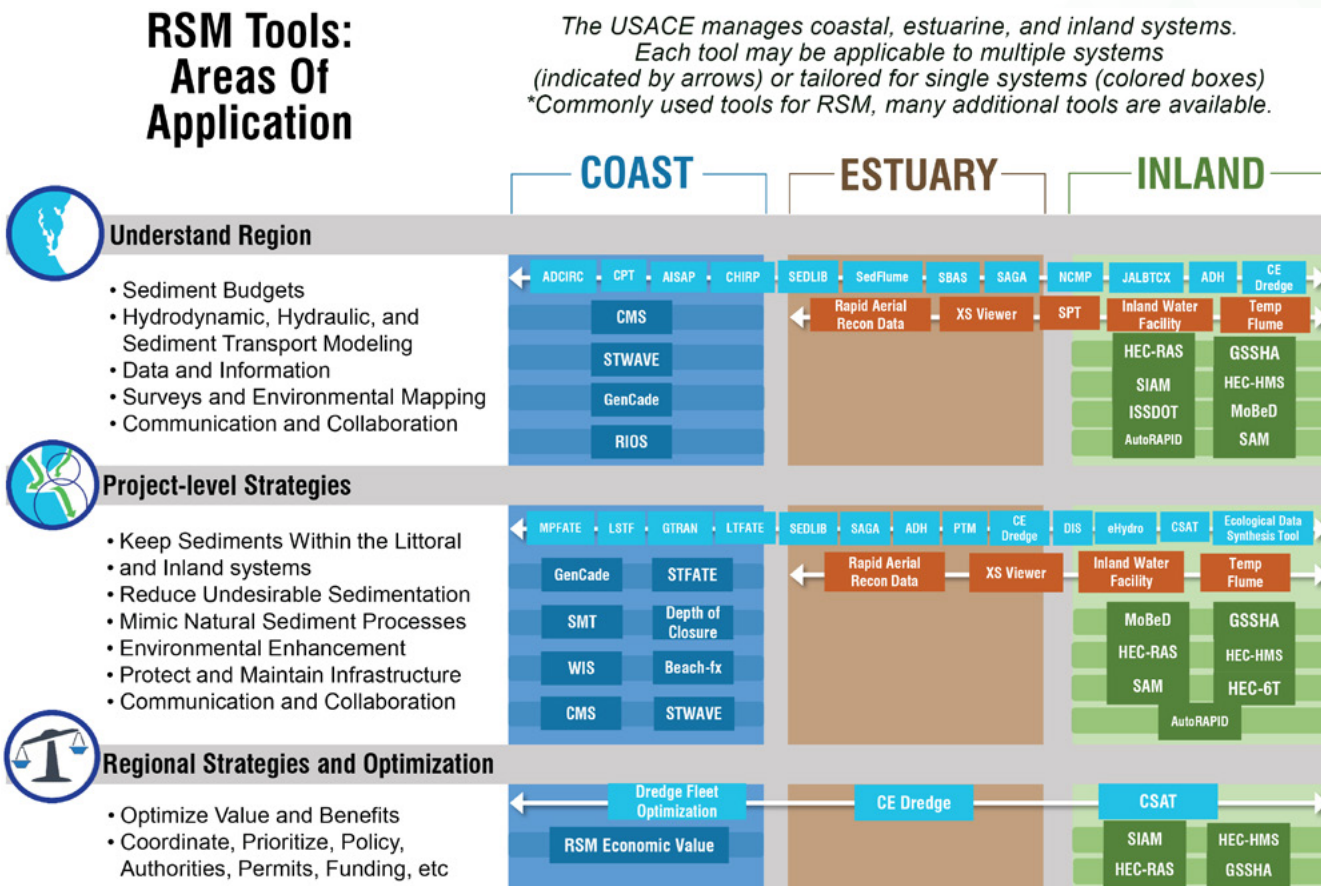 RSM Tools:
Areas Of
Application
The USACE manages coastal, estuarine, and inland systems.
Each tool may be applicable to multiple systems
(indicated by arrows) or tailored for single systems (colored boxes)
*Commonly used tools for RSM, many additional tools are available.
COAST
ESTUARY
INLAND
Understand Region
• Sediment Budgets
• Hydrodynamic, Hydraulic, and
Sediment Transport Modeling
• Data and Information
• Surveys and Environmental Mapping
• Communication and Collaboration
ADCIRC
CPT
AISAP
CHIRP
SEDLIB
SedFlume
SBAS
SAGA
NCMP
JALBTCX
ADH
CE
Dredge
Rapid Aerial
Recon Data
XS Viewer
SPT
Inland Water
Facility
Temp
Flume
CMS
STWAVE
GenCade
RIOS
HEC-RAS
GSSHA
SIAM
HEC-HMS
ISSDOT
MoBeD
AutoRAPID
SAM
Project-level Strategies
• Keep Sediments Within the Littoral
• and Inland systems
• Reduce Undesirable Sedimentation
• Mimic Natural Sediment Processes
• Environmental Enhancement
• Protect and Maintain Infrastructure
• Communication and Collaboration
MPFATE
LSTF
GTRAN
LTFATE
SEDLIB
SAGA
ADH
PTM
CE
Dredge
DIS
eHydro
CSAT
Ecological Data
Synthesis Tool
Rapid Aerial
Recon Data
XS Viewer
Inland Water
Facility
Temp
Flume
GenCade
STFATE
SMT
Depth of
Closure
WIS
Beach-fx
CMS
STWAVE
MoBeD
GSSHA
HEC-RAS
HEC-HMS
SAM
HEC-6T
AutoRAPID
Regional Strategies and Optimization
• Optimize Value and Benefits
• Coordinate, Prioritize, Policy,
Authorities, Permits, Funding, etc
Dredge Fleet
Optimization
CE Dredge
CSAT
RSM Economic Value
SIAM
HEC-HMS
HEC-RAS
GSSHA